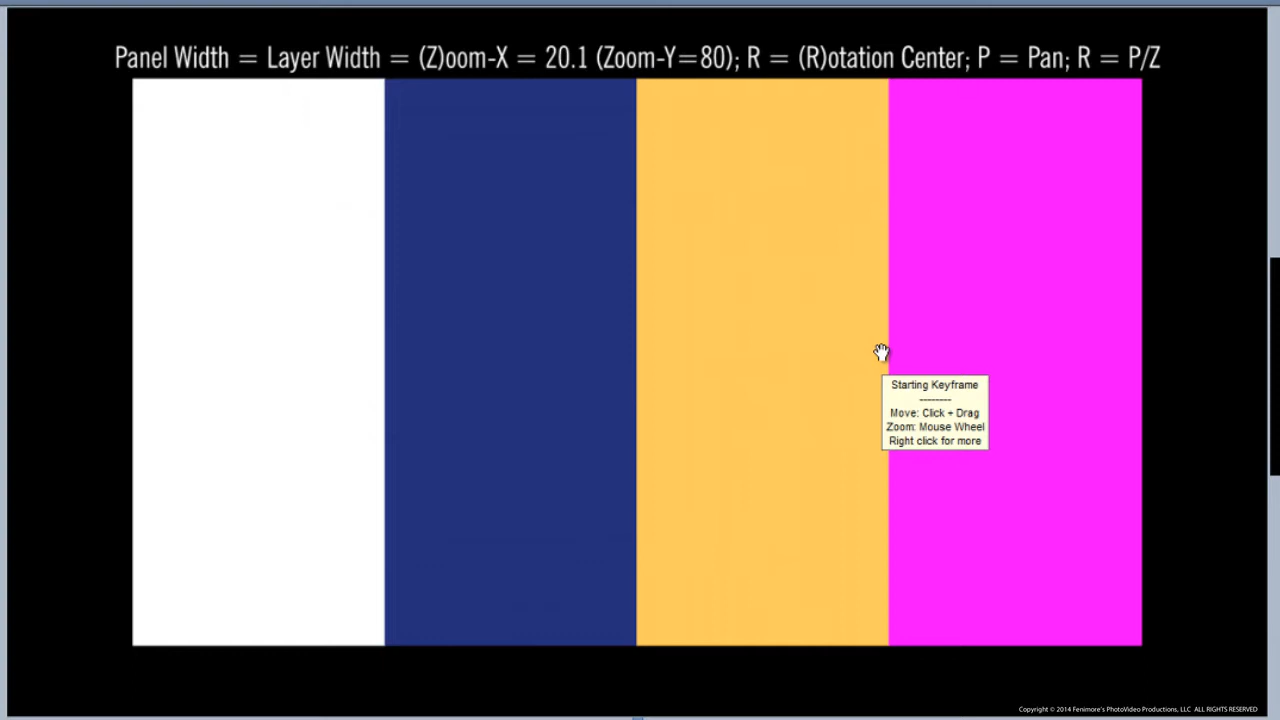 Panel Width = Layer Width = (Z)oom-X = 20.1 (Zoom-Y=80); R = (R)otation Center; P = Pan; R = P/Z
Starting Keyframe
--------
Move: Click + Drag
Zoom: Mouse Wheel
Right click for more
Copyright © 2014 Fenimore's PhotoVideo Productions, LLC ALL RIGHTS RESERVED